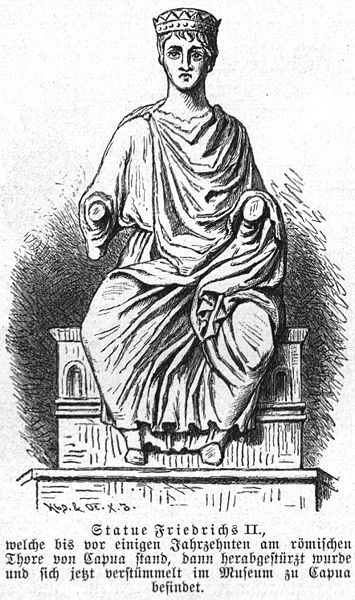 Statue Friedrichs II.,
welche bis vor einigen Jahrzehnten am römischen
Thore von Capua stand, dann herabgestürzt wurde
und sich jetzt verstümmelt im Museum zu Capua
befindet.